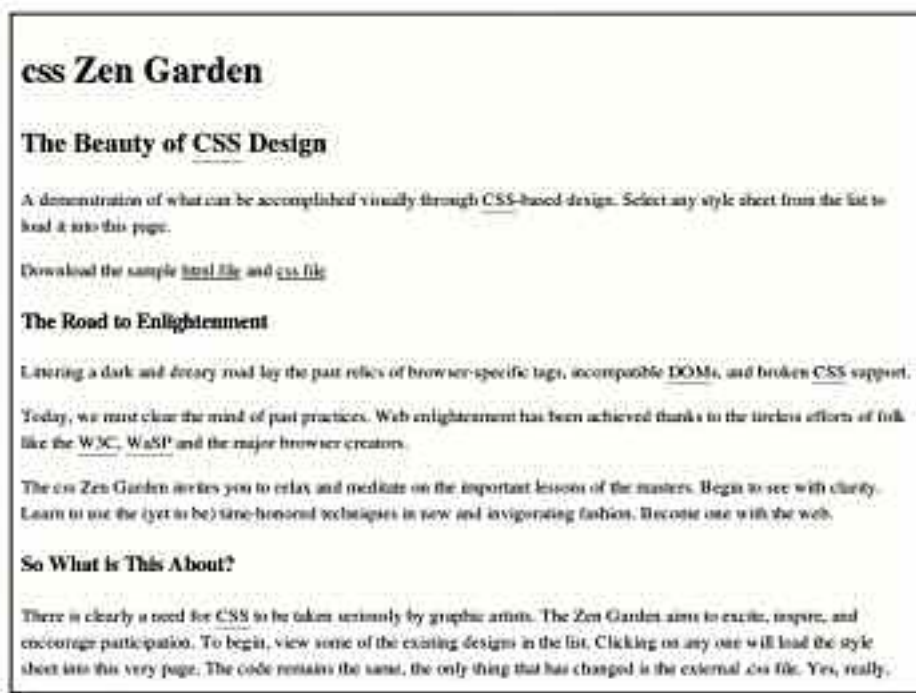 css Zen Garden
The Beauty of CSS Design
A demonstration of what can be accomplished visually through CSS-based design. Select any style sheet from the list to
load it into this page.
Download the sample html file and css file
The Road to Enlightenment
Littering a dark and dreary road lay the past relics of browser-specific tags, incompatible DOMs, and broken CSS support.
Today, we must clear the mind of past practices. Web enlightenment has been achieved thanks to the tireless efforts of folk
like the W3C, WaSP and the major browser creators.
The css Zen Garden invites you to relax and meditate on the important lessons of the masters. Begin to see with clarity.
Learn to use the (yet to be) time-honored techniques in new and invigorating fashion. Become one with the web.
So What is This About?
There is clearly a need for CSS to be taken seriously by graphic artists. The Zen Garden aims to excite, inspire, and
encourage participation. To begin, view some of the existing designs in the list. Clicking on any one will load the style
sheet into this very page. The code remains the same, the only thing that has changed is the external .css file. Yes, really.